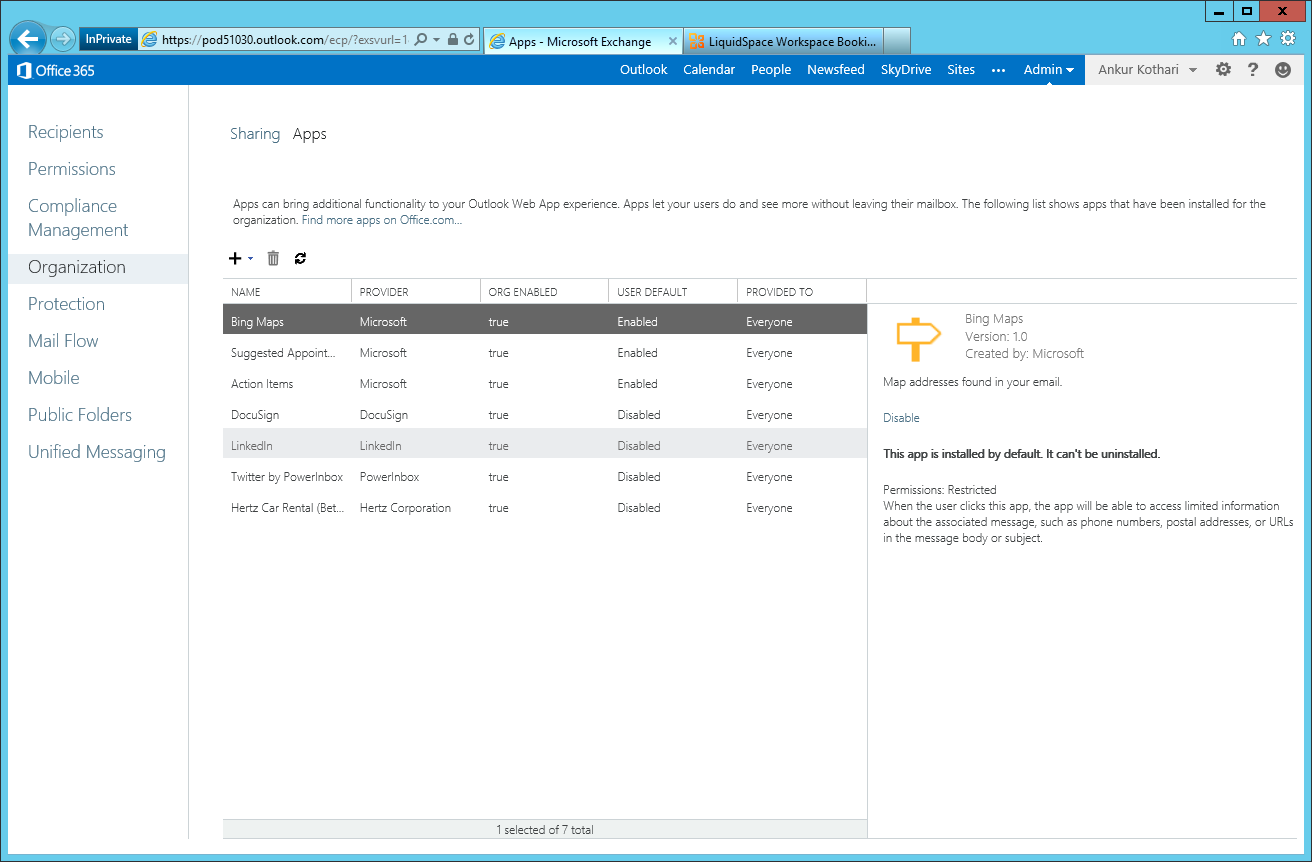 InPrivate https://pod51030.outlook.com/ecp/?exsvurl=1 Apps - Microsoft Exchange LiquidSpace Workspace Booki...
Office 365 Outlook Calendar People Newsfeed SkyDrive Sites ••• Admin Ankur Kothari ?
Recipients
Permissions
Compliance
Management
Organization
Protection
Mail Flow
Mobile
Public Folders
Unified Messaging
Sharing Apps
Apps can bring additional functionality to your Outlook Web App experience. Apps let your users do and see more without leaving their mailbox. The following list shows apps that have been installed for the
organization. Find more apps on Office.com...
NAME PROVIDER ORG ENABLED USER DEFAULT PROVIDED TO
Bing Maps Microsoft true Enabled Everyone
Suggested Appoint... Microsoft true Enabled Everyone
Action Items Microsoft true Enabled Everyone
DocuSign DocuSign true Disabled Everyone
LinkedIn LinkedIn true Disabled Everyone
Twitter by PowerInbox PowerInbox true Disabled Everyone
Hertz Car Rental (Bet... Hertz Corporation true Disabled Everyone
1 selected of 7 total
Bing Maps
Version: 1.0
Created by: Microsoft
Map addresses found in your email.
Disable
This app is installed by default. It can't be uninstalled.
Permissions: Restricted
When the user clicks this app, the app will be able to access limited information
about the associated message, such as phone numbers, postal addresses, or URLs
in the message body or subject.